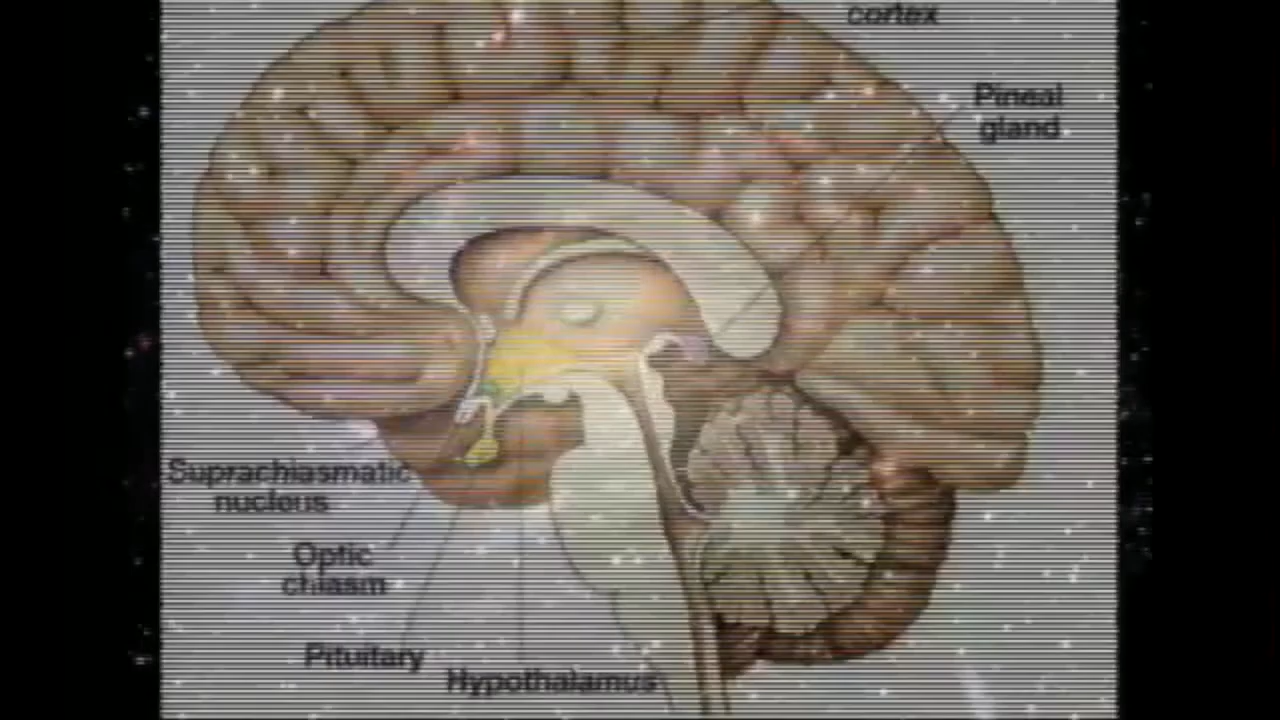 cortex
Pineal
gland
Suprachiasmatic
nucleus
Optic
chiasm
Pituitary
Hypothalamus